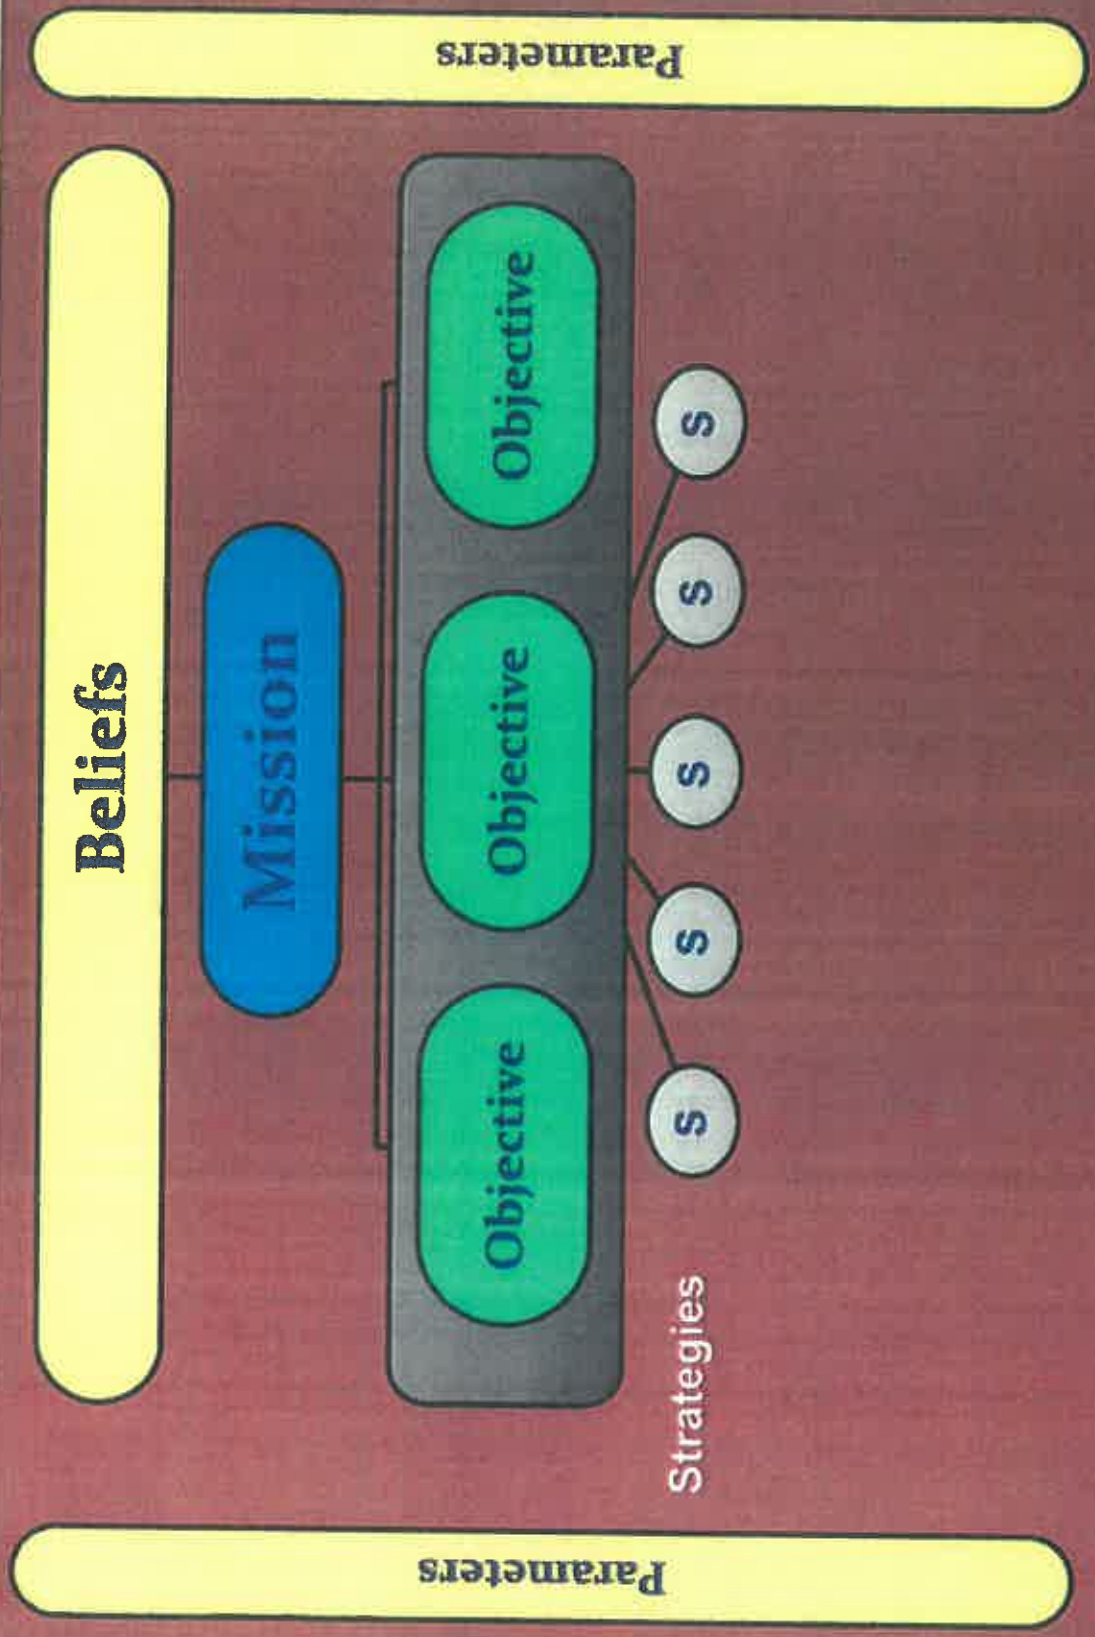 Beliefs
Parameters
Mission
Parameters
Objective
Objective
Objective
Strategies
S
S
S
S
S